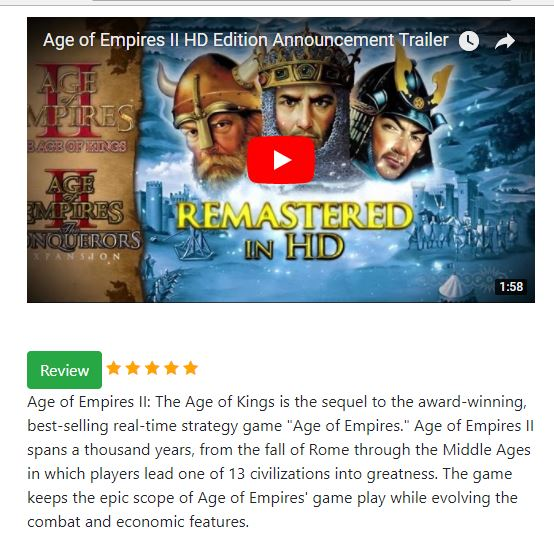 Age of Empires II HD Edition Announcement Trailer
AGE
of
EMPIRES
II
AGE OF KINGS
AGE
EMPIRES
II
The
CONQUERORS
EXPANSION
REMASTERED
IN HD
1:58
Review
Age of Empires II: The Age of Kings is the sequel to the award-winning,
best-selling real-time strategy game "Age of Empires." Age of Empires II
spans a thousand years, from the fall of Rome through the Middle Ages
in which players lead one of 13 civilizations into greatness. The game
keeps the epic scope of Age of Empires' game play while evolving the
combat and economic features.